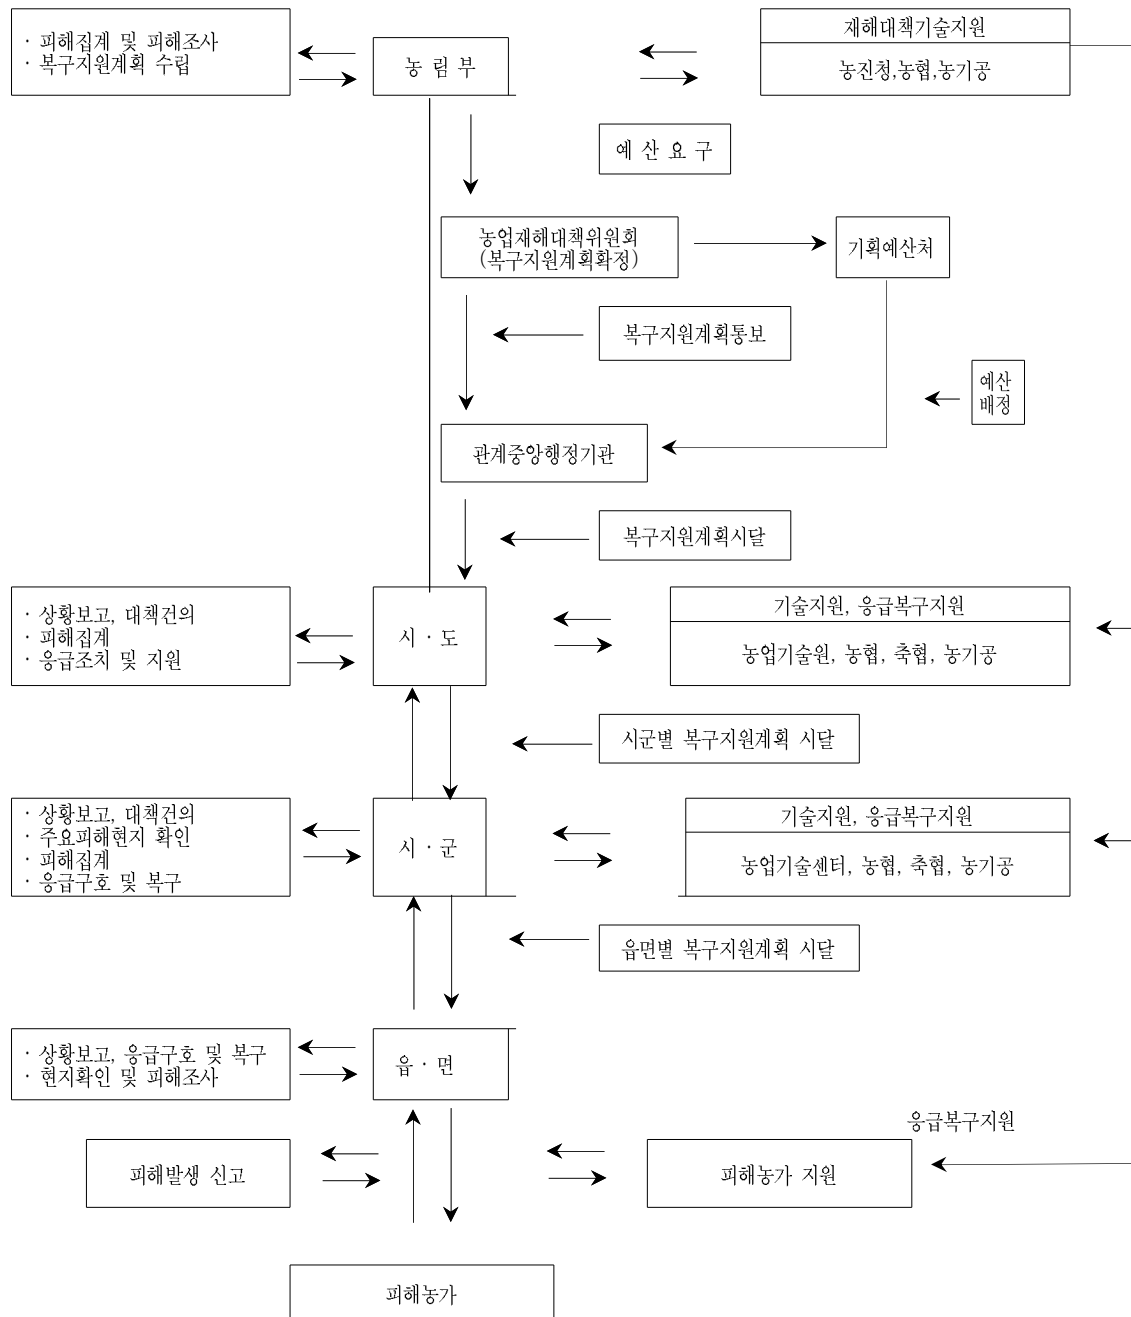 · 피해집계 및 피해조사
· 복구지원계획 수립
농 림 부
재해대책기술지원
농진청,농협,농기공
예 산 요 구
농업재해대책위원회
(복구지원계획확정)
기획예산처
복구지원계획통보
예산
배정
관계중앙행정기관
복구지원계획시달
· 상황보고, 대책건의
· 피해집계
· 응급조치 및 지원
시 · 도
기술지원, 응급복구지원
농업기술원, 농협, 축협, 농기공
시군별 복구지원계획 시달
· 상황보고, 대책건의
· 주요피해현지 확인
· 피해집계
· 응급구호 및 복구
시 · 군
기술지원, 응급복구지원
농업기술센터, 농협, 축협, 농기공
읍면별 복구지원계획 시달
· 상황보고, 응급구호 및 복구
· 현지확인 및 피해조사
읍 · 면
응급복구지원
피해발생 신고
피해농가 지원
피해농가